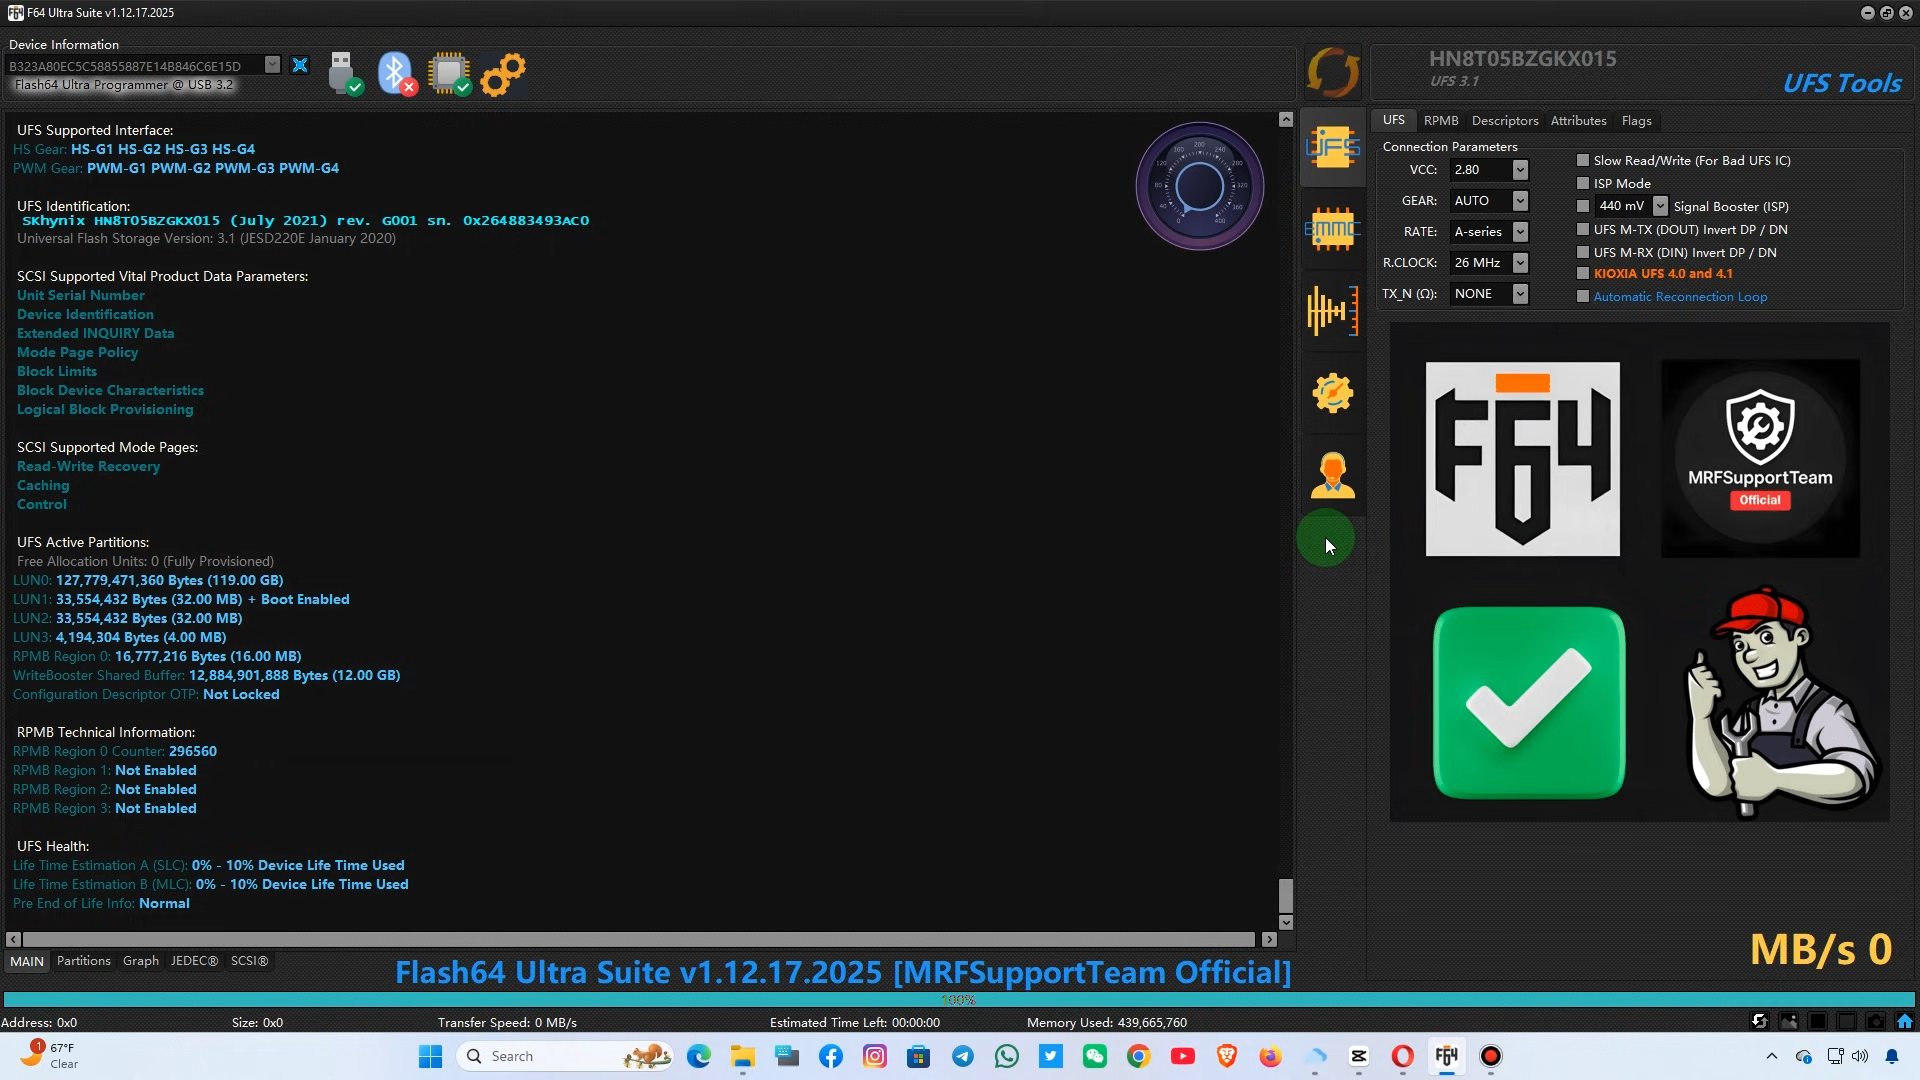 F64 Ultra Suite v1.12.17.2025
Device Information
B323A80EC5C58855887E14B846C6E15D
Flash64 Ultra Programmer @ USB 3.2
HN8T05BZGKX015
UFS 3.1
UFS Tools
UFS Supported Interface:
HS Gear: HS-G1 HS-G2 HS-G3 HS-G4
PWM Gear: PWM-G1 PWM-G2 PWM-G3 PWM-G4
UFS Identification:
SKhynix HN8T05BZGKX015 (July 2021) rev. G001 sn. 0x264883493AC0
Universal Flash Storage Version: 3.1 (JESD220E January 2020)
SCSI Supported Vital Product Data Parameters:
Unit Serial Number
Device Identification
Extended INQUIRY Data
Mode Page Policy
Block Limits
Block Device Characteristics
Logical Block Provisioning
SCSI Supported Mode Pages:
Read-Write Recovery
Caching
Control
UFS Active Partitions:
Free Allocation Units: 0 (Fully Provisioned)
LUN0: 127,779,471,360 Bytes (119.00 GB)
LUN1: 33,554,432 Bytes (32.00 MB) + Boot Enabled
LUN2: 33,554,432 Bytes (32.00 MB)
LUN3: 4,194,304 Bytes (4.00 MB)
RPMB Region 0: 16,777,216 Bytes (16.00 MB)
WriteBooster Shared Buffer: 12,884,901,888 Bytes (12.00 GB)
Configuration Descriptor OTP: Not Locked
RPMB Technical Information:
RPMB Region 0 Counter: 296560
RPMB Region 1: Not Enabled
RPMB Region 2: Not Enabled
RPMB Region 3: Not Enabled
UFS Health:
Life Time Estimation A (SLC): 0% - 10% Device Life Time Used
Life Time Estimation B (MLC): 0% - 10% Device Life Time Used
Pre End of Life Info: Normal
0 40 80 120 160 200 240 280 320 360 400
UFS
EMMC
UFS RPMB Descriptors Attributes Flags
Connection Parameters
VCC: 2.80
GEAR: AUTO
RATE: A-series
R.CLOCK: 26 MHz
TX_N (Ω): NONE
Slow Read/Write (For Bad UFS IC)
ISP Mode
440 mV Signal Booster (ISP)
UFS M-TX (DOUT) Invert DP / DN
UFS M-RX (DIN) Invert DP / DN
KIOXIA UFS 4.0 and 4.1
Automatic Reconnection Loop
F64
MRFSupportTeam
Official
MB/s 0
MAIN Partitions Graph JEDEC® SCSI®
Flash64 Ultra Suite v1.12.17.2025 [MRFSupportTeam Official]
100%
Address: 0x0 Size: 0x0 Transfer Speed: 0 MB/s Estimated Time Left: 00:00:00 Memory Used: 439,665,760
1
67°F
Clear
Search
F64